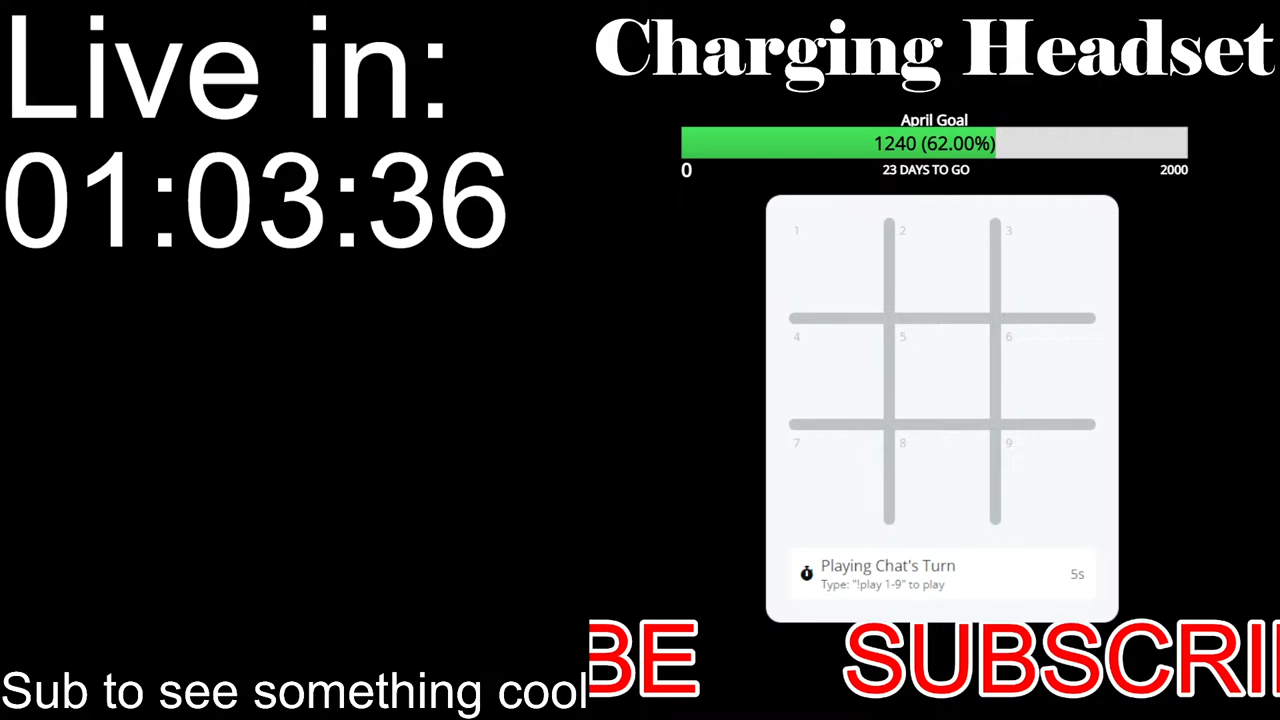 Live in:
01:03:36
Charging Headset
April Goal
1240 (62.00%)
0
23 DAYS TO GO
2000
1
2
3
4
5
6
7
8
9
Playing Chat's Turn
5s
Type: "!play 1-9" to play
BE SUBSCRI
Sub to see something cool